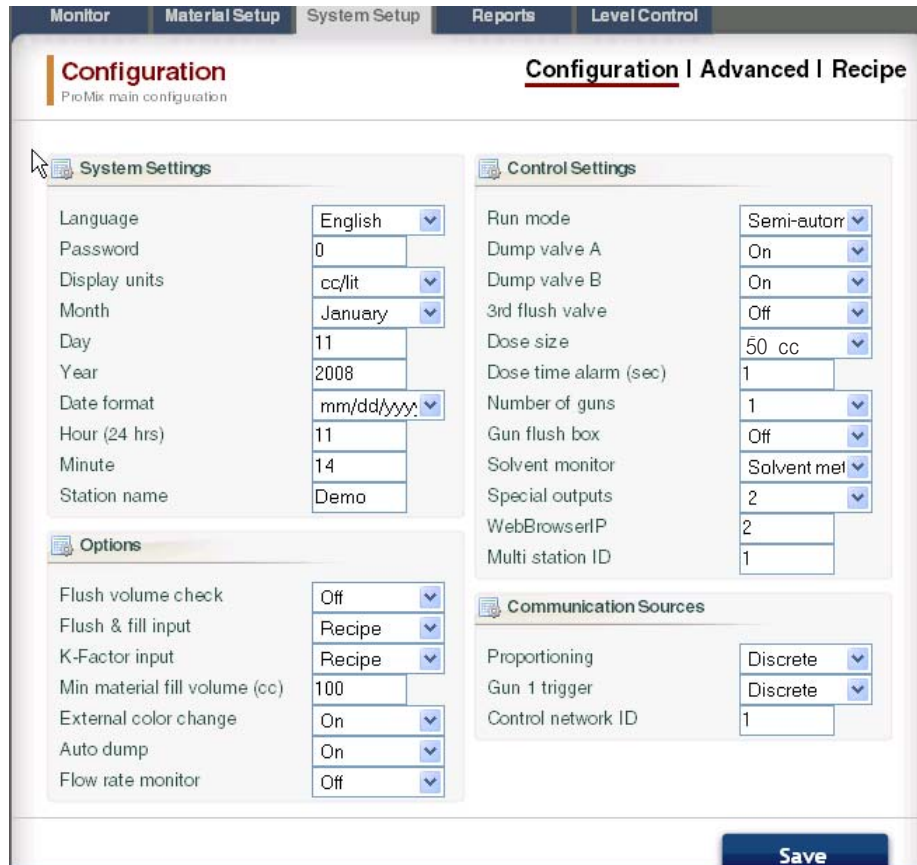 Monitor Material Setup System Setup Reports Level Control
Configuration
ProMix main configuration
Configuration | Advanced | Recipe
System Settings
Language English
Password 0
Display units cc/lit
Month January
Day 11
Year 2008
Date format mm/dd/yyy
Hour (24 hrs) 11
Minute 14
Station name Demo
Options
Flush volume check Off
Flush & fill input Recipe
K-Factor input Recipe
Min material fill volume (cc) 100
External color change On
Auto dump On
Flow rate monitor Off
Control Settings
Run mode Semi-autom
Dump valve A On
Dump valve B On
3rd flush valve Off
Dose size 50 cc
Dose time alarm (sec) 1
Number of guns 1
Gun flush box Off
Solvent monitor Solvent met
Special outputs 2
WebBrowserIP 2
Multi station ID 1
Communication Sources
Proportioning Discrete
Gun 1 trigger Discrete
Control network ID 1
Save